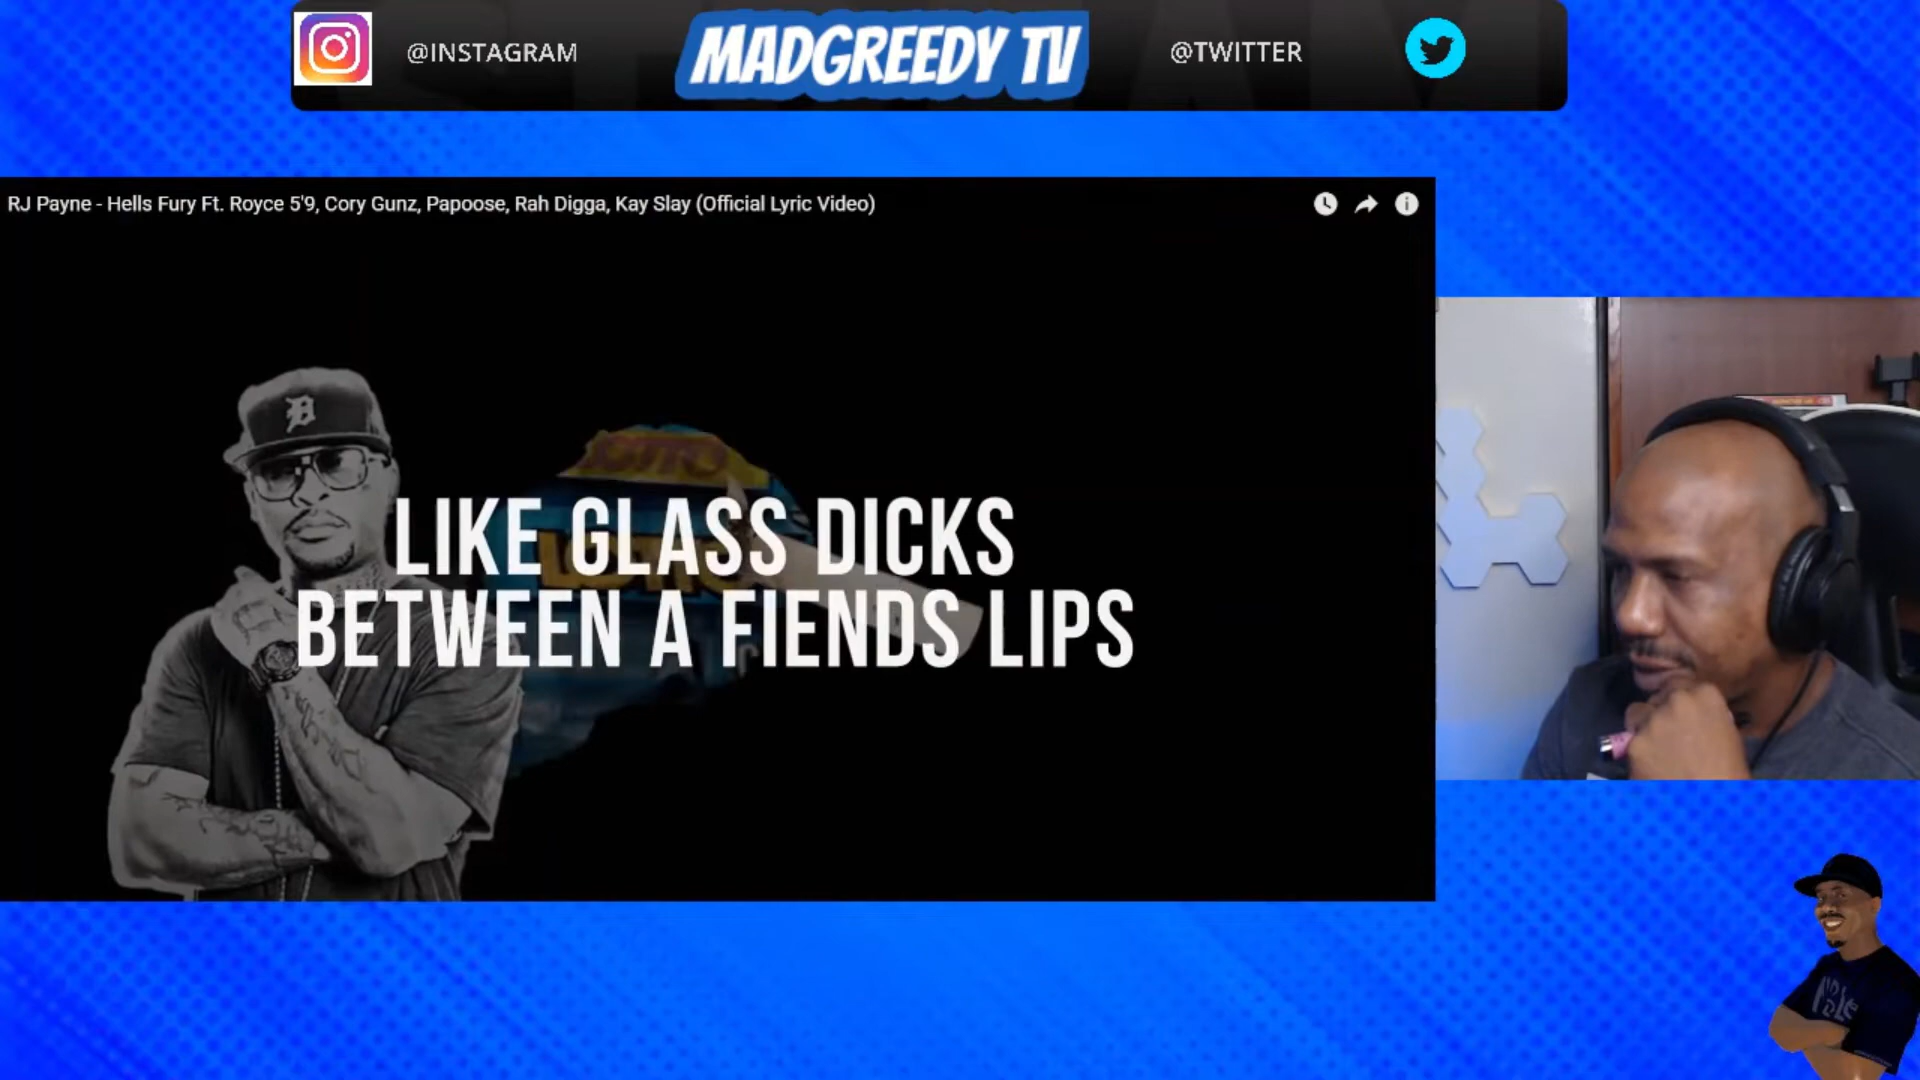 @INSTAGRAM
MADGREEDY TV
@TWITTER
RJ Payne - Hells Fury Ft. Royce 5'9, Cory Gunz, Papoose, Rah Digga, Kay Slay (Official Lyric Video)
LOTTO
LIKE GLASS DICKS
BETWEEN A FIENDS LIPS